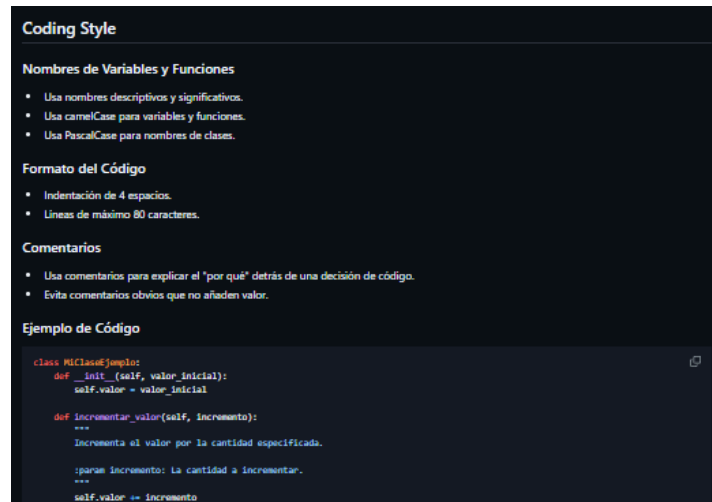 Coding Style
Nombres de Variables y Funciones
• Usa nombres descriptivos y significativos.
• Usa camelCase para variables y funciones.
• Usa PascalCase para nombres de clases.
Formato del Código
• Indentación de 4 espacios.
• Líneas de máximo 80 caracteres.
Comentarios
• Usa comentarios para explicar el "por qué" detrás de una decisión de código.
• Evita comentarios obvios que no añaden valor.
Ejemplo de Código
class MiClaseEjemplo:
    def __init__(self, valor_inicial):
        self.valor = valor_inicial
    def incrementar_valor(self, incremento):
        """
        Incrementa el valor por la cantidad especificada.
        :param incremento: La cantidad a incrementar.
        """
        self.valor += incremento